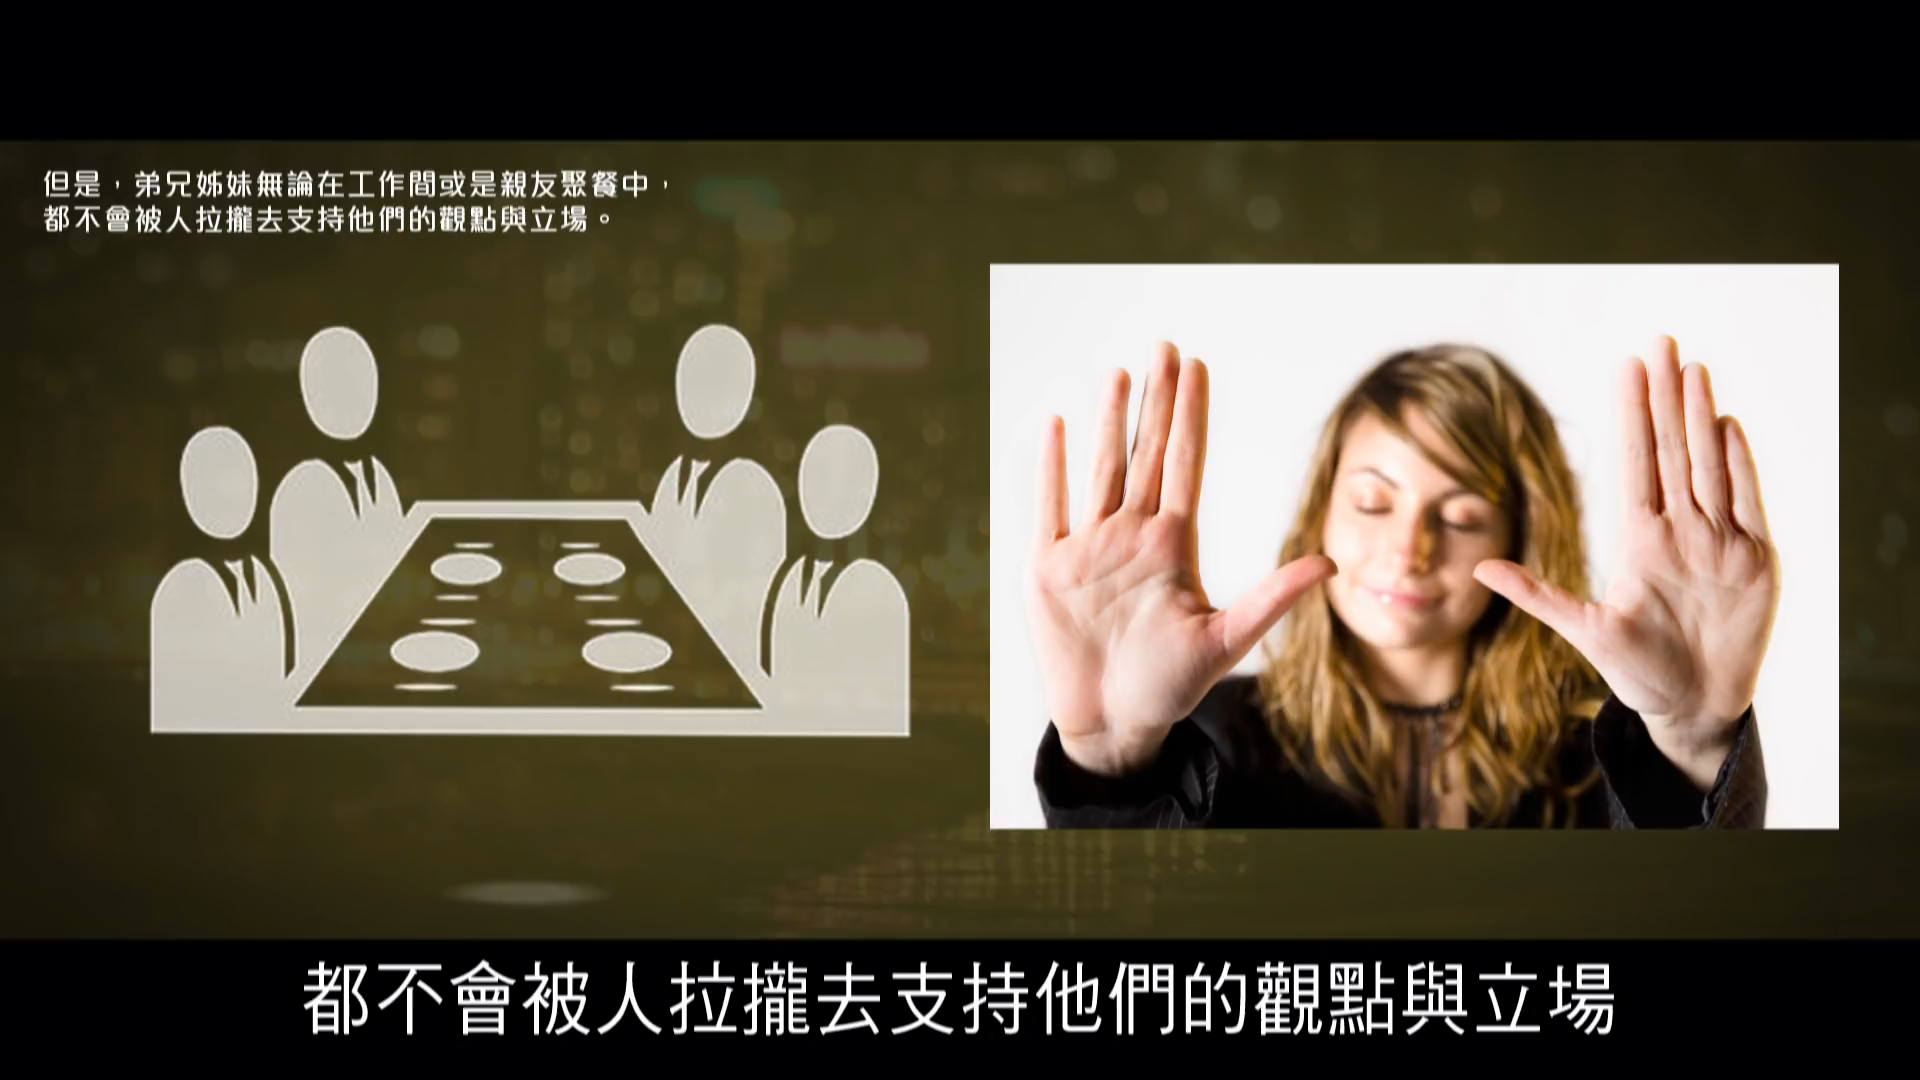 但是，弟兄姊妹無論在工作間或是親友聚餐中，
都不會被人拉攏去支持他們的觀點與立場。
都不會被人拉攏去支持他們的觀點與立場